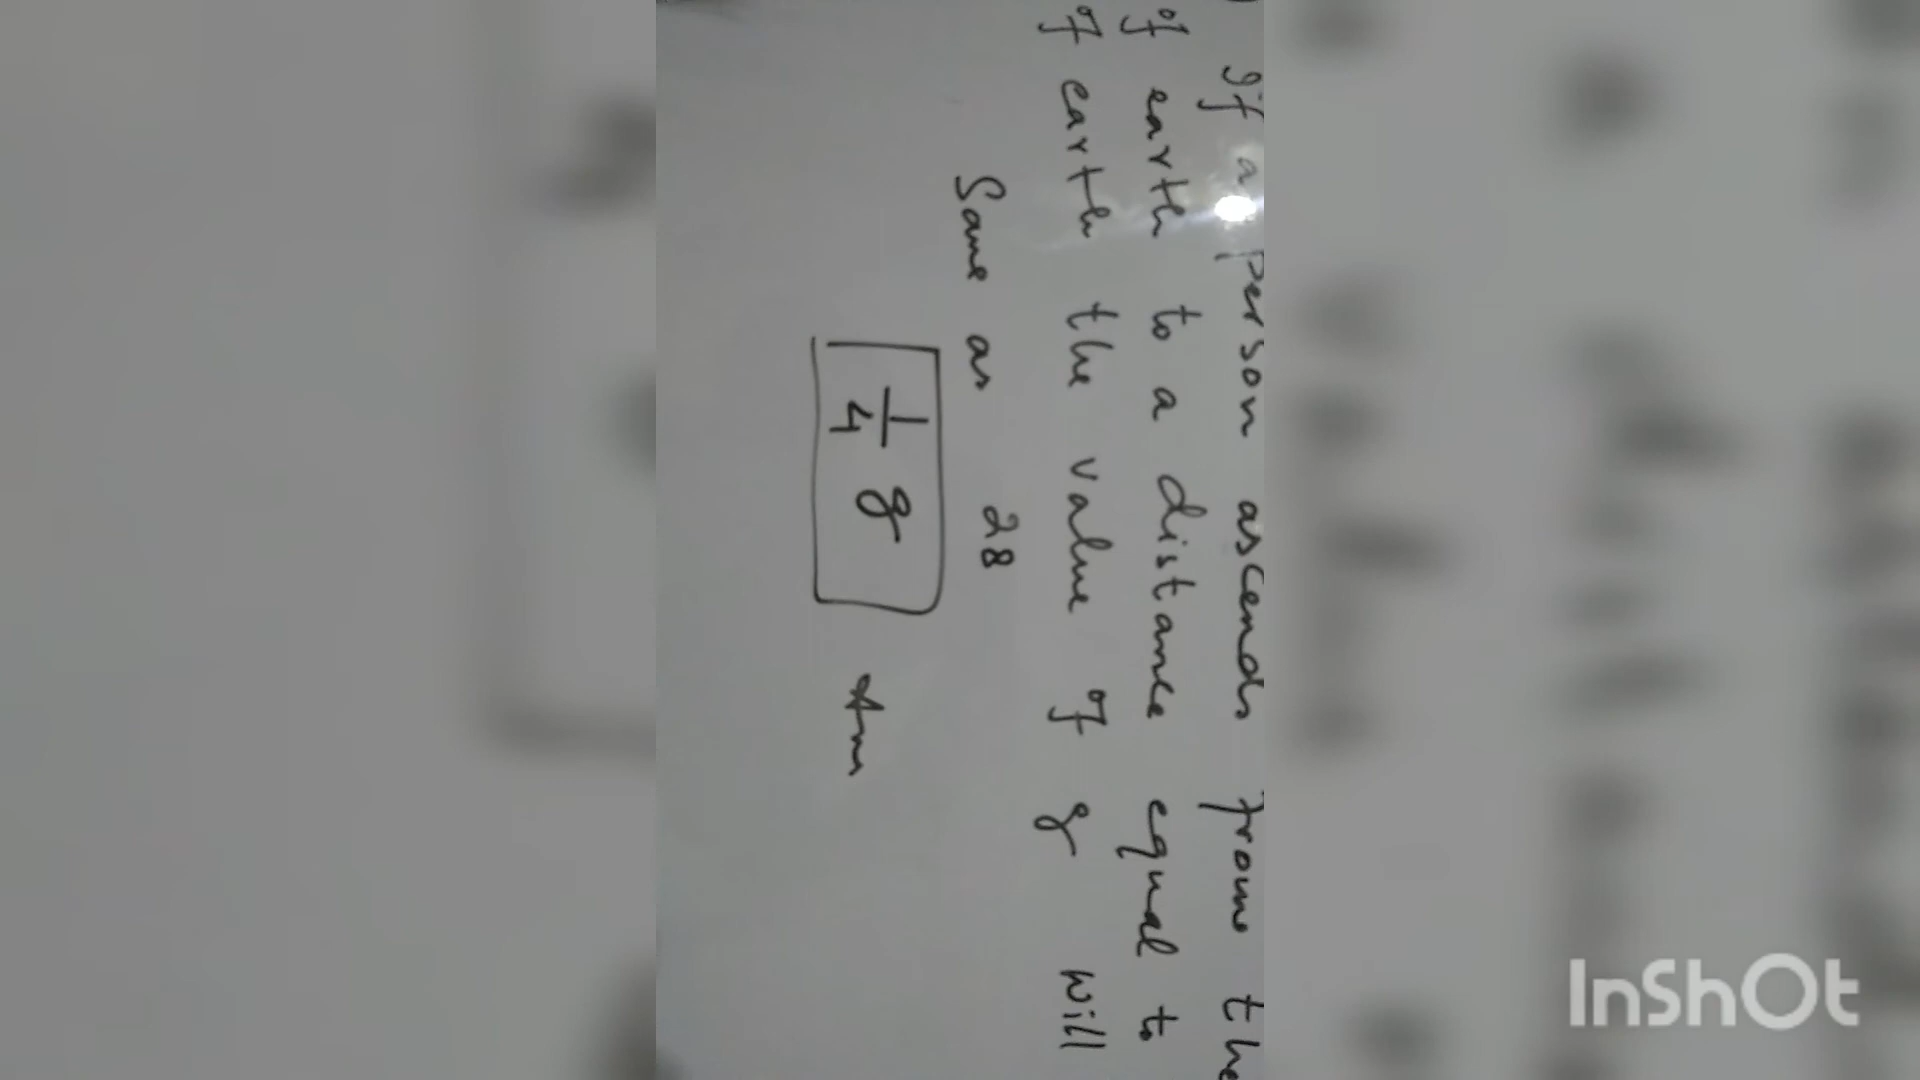 If a person ascends from the
of earth to a distance equal to
of earth the value of g will
Same as 28
1/4 g Ans
InShOt